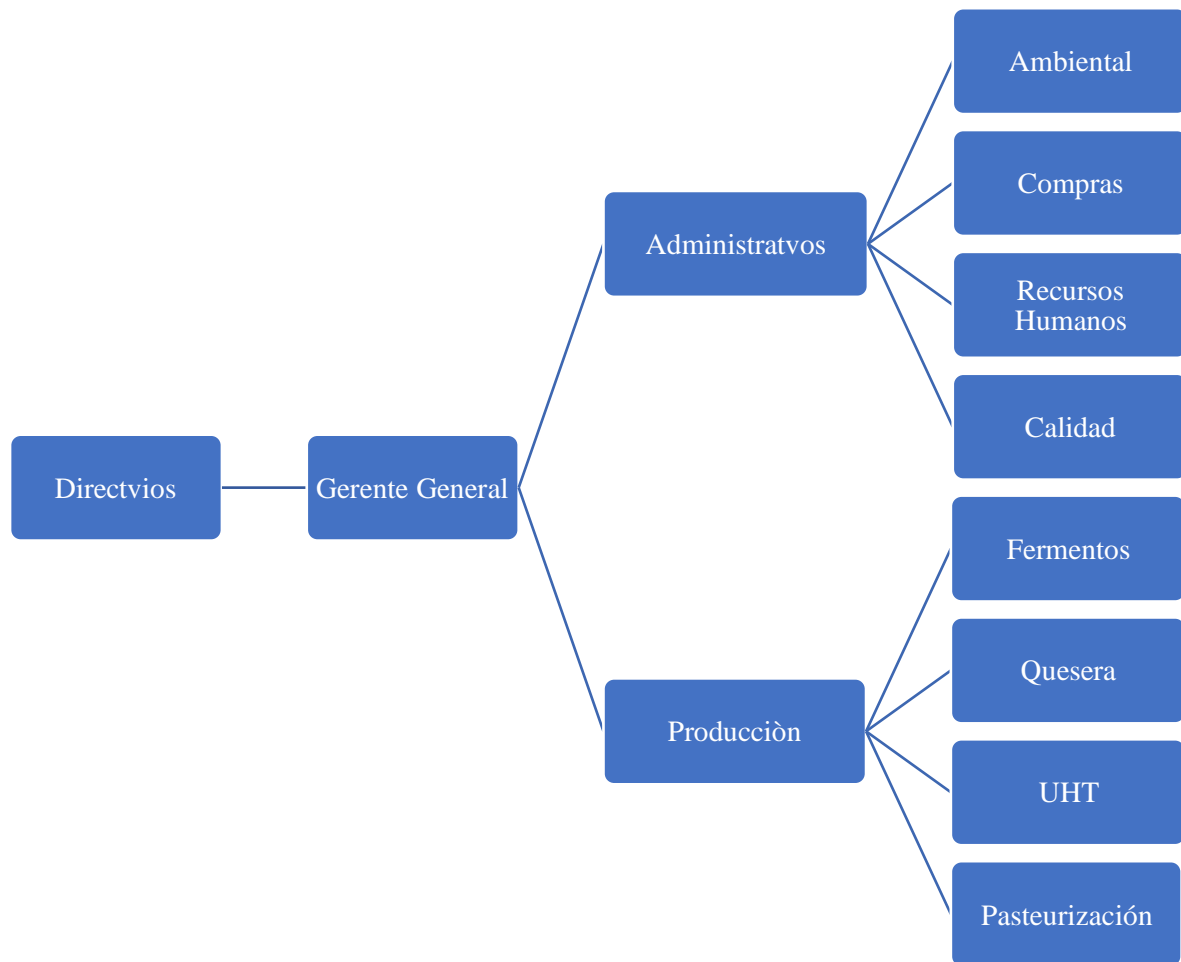 Directvios
Gerente General
Administratvos
Ambiental
Compras
Recursos
Humanos
Calidad
Producciòn
Fermentos
Quesera
UHT
Pasteurización